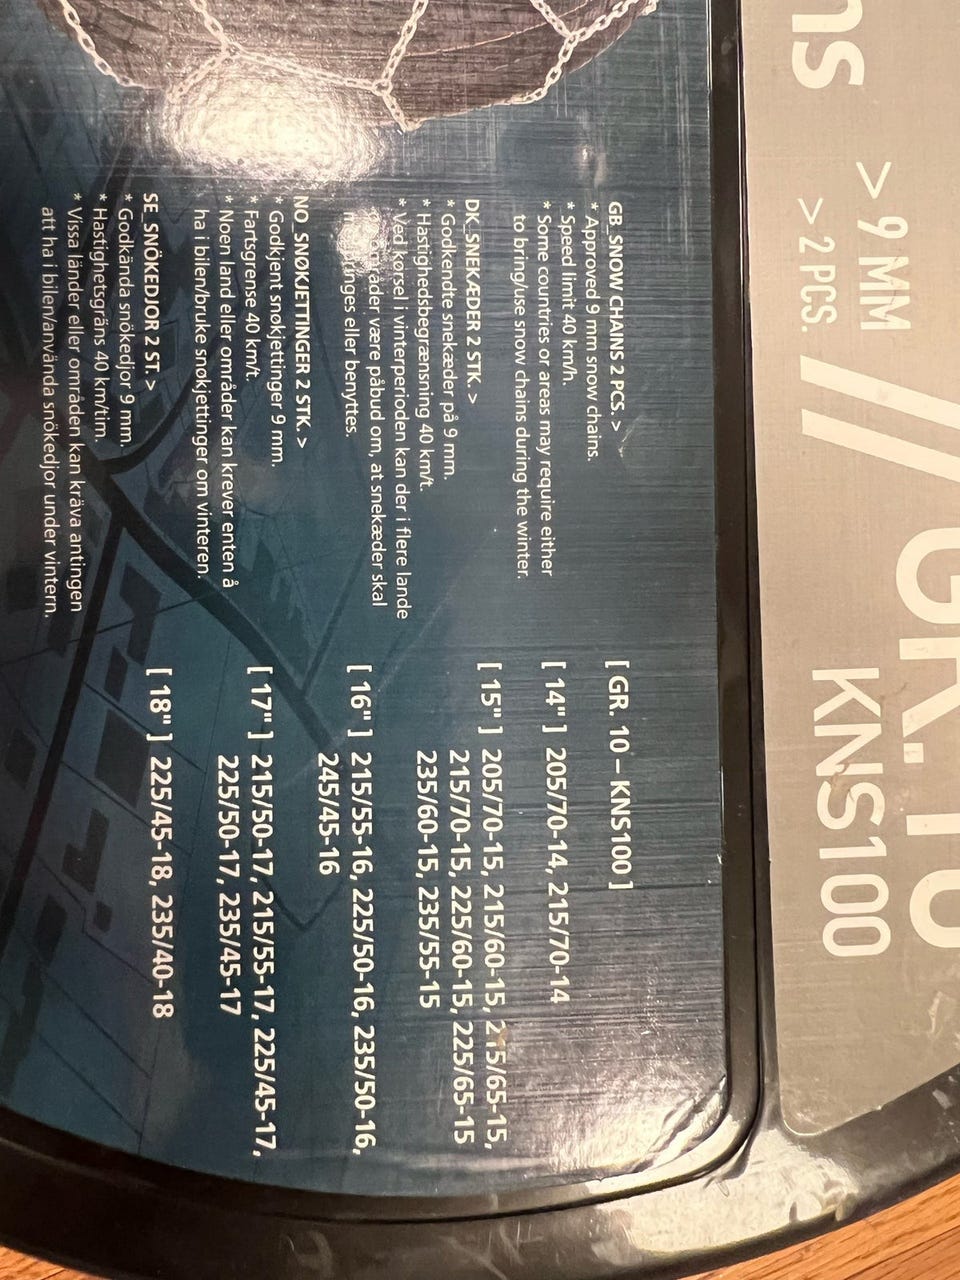 ns
> 9 MM
> 2 PCS.
// GR. 10
KNS100
GB_SNOW CHAINS 2 PCS. >
* Approved 9 mm snow chains.
* Speed limit 40 km/h.
* Some countries or areas may require either
to bring/use snow chains during the winter.
DK_SNEKÆDER 2 STK. >
* Godkendte snekæder på 9 mm.
* Hastighedsbegrænsning 40 km/t.
* Ved kørsel i vinterperioden kan der i flere lande
områder være påbud om, at snekæder skal
eller benyttes.
NO_SNØKJETTINGER 2 STK. >
* Godkjent snøkjettinger 9 mm.
* Fartsgrense 40 km/t.
* Noen land eller områder kan krever enten å
ha i bilen/bruke snøkjettinger om vinteren.
SE_SNÖKEDJOR 2 ST. >
* Godkända snökedjor 9 mm.
* Hastighetsgräns 40 km/tim.
* Vissa länder eller områden kan kräva antingen
att ha i bilen/använda snökedjor under vintern.
[ GR. 10 – KNS100 ]
[ 14" ] 205/70-14, 215/70-14
[ 15" ] 205/70-15, 215/60-15, 215/65-15,
215/70-15, 225/60-15, 225/65-15
235/60-15, 235/55-15
[ 16" ] 215/55-16, 225/50-16, 235/50-16,
245/45-16
[ 17" ] 215/50-17, 215/55-17, 225/45-17,
225/50-17, 235/45-17
[ 18" ] 225/45-18, 235/40-18